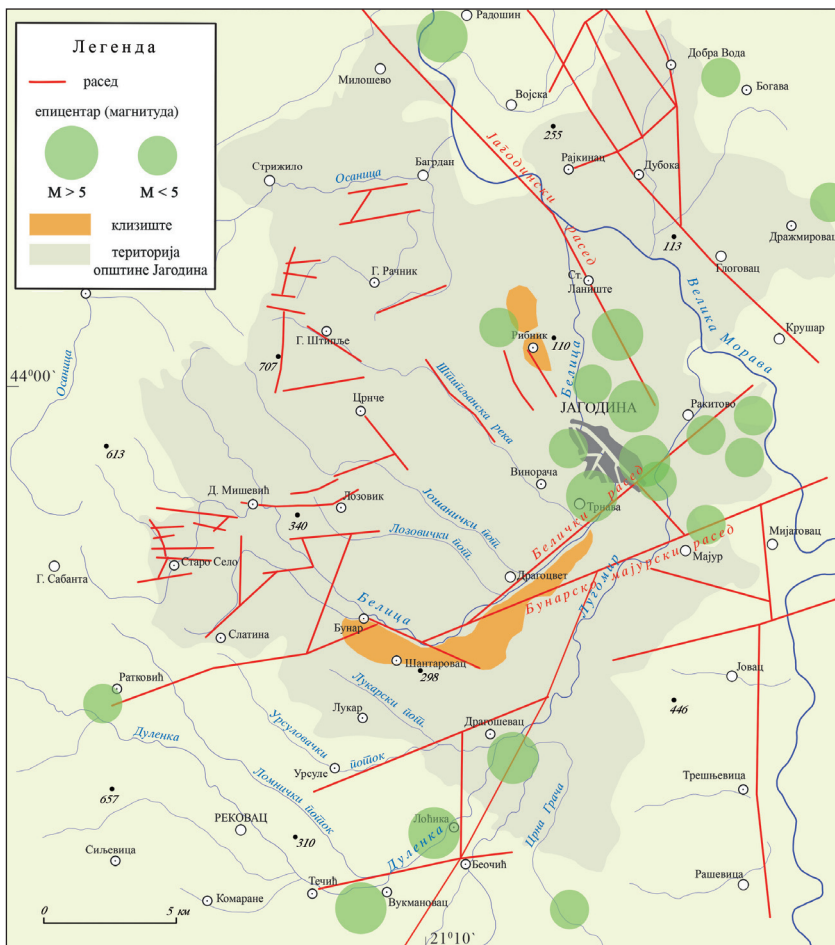 Легенда
расед
епицентар (магнитуда)
M > 5 M < 5
клизиште
територија
општине Јагодина
Радошин
Милошево
Војска
Добра Вода
Богава
255
Рајкинац
Дубока
Стрижило
Осаница
Багрдан
Јагодински расед
113
Дражмировац
Глоговац
Г. Рачник
Ст.
Ланиште
Велика Морава
Крушар
Г. Штипље
707
Рибник
110
Белица
Осаница
44°00'
Штипљанска река
Црнче
ЈАГОДИНА
Ракитово
613
Д. Мишевић
Лозовик
340
Јошанички пот.
Лозовички пот.
Винорача
Трнава
Белички расед
Мијатовац
Мајур
Г. Сабанта
Старо Село
Драгоцвет
Бунарско мајурски расед
Лугомир
Белица
Бунар
Слатина
Шантаровац
298
Ратковић
Јовац
446
Лукарски пот.
Лукар
Дуленка
Урсуловачки поток
Драгошевац
Урсуле
Ломнички поток
657
Трешњевица
РЕКОВАЦ
310
Лоћика
Црна Грача
Дуленка
Сиљевица
Беочић
Течић
Вукмановац
Комаране
Рашевица
0 5 км
21°10'